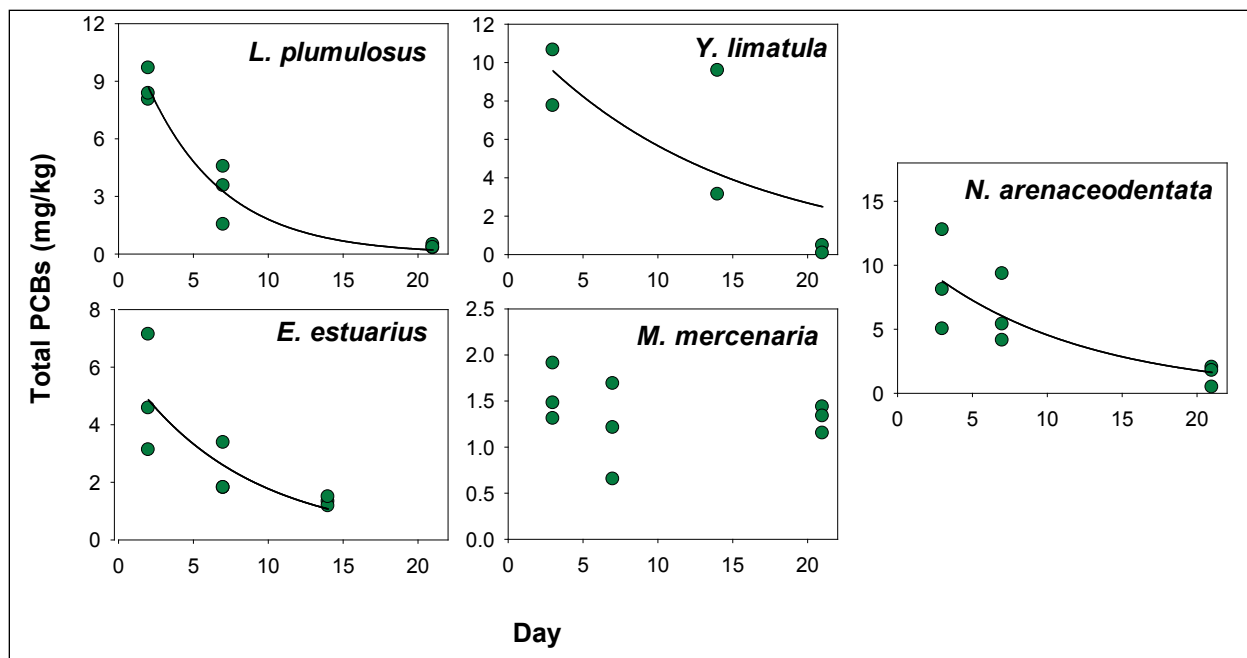 Total PCBs (mg/kg)
L. plumulosus
12
9
6
3
0
0 5 10 15 20
Y. limatula
12
10
8
6
4
2
0
0 5 10 15 20
E. estuarius
8
6
4
2
0
0 5 10 15 20
M. mercenaria
2.5
2.0
1.5
1.0
0.5
0.0
0 5 10 15 20
N. arenaceodentata
15
10
5
0
0 5 10 15 20
Day